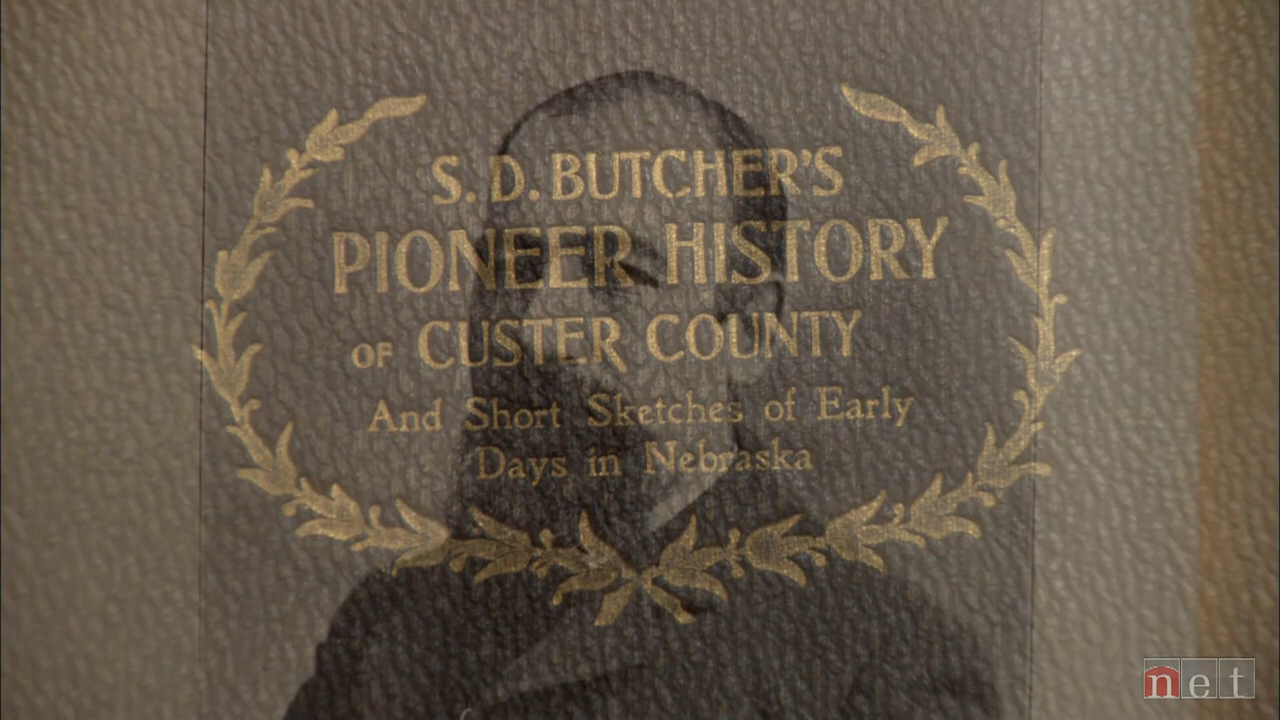 S. D. BUTCHER'S
PIONEER HISTORY
OF CUSTER COUNTY
And Short Sketches of Early
Days in Nebraska
net